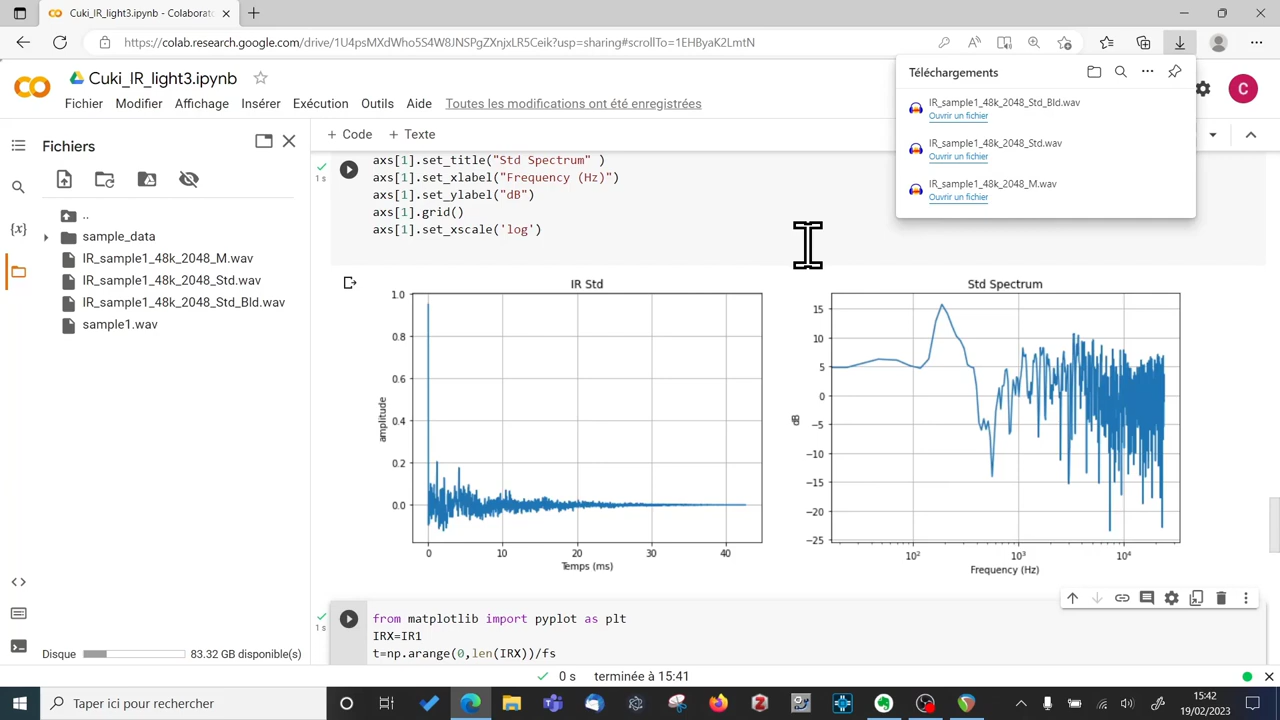 Cuki_IR_light3.ipynb - Colaborato
https://colab.research.google.com/drive/1U4psMXdWho5S4W8JNSPgZXnjxLR5Ceik?usp=sharing#scrollTo=1EHByaK2LmtN
Cuki_IR_light3.ipynb
Fichier Modifier Affichage Insérer Exécution Outils Aide Toutes les modifications ont été enregistrées
C
Téléchargements
IR_sample1_48k_2048_Std_Bld.wav
Ouvrir un fichier
IR_sample1_48k_2048_Std.wav
Ouvrir un fichier
IR_sample1_48k_2048_M.wav
Ouvrir un fichier
Fichiers
..
sample_data
IR_sample1_48k_2048_M.wav
IR_sample1_48k_2048_Std.wav
IR_sample1_48k_2048_Std_Bld.wav
sample1.wav
{x}
Disque 83.32 GB disponible(s)
+ Code + Texte
1 s
axs[1].set_title("Std Spectrum" )
axs[1].set_xlabel("Frequency (Hz)")
axs[1].set_ylabel("dB")
axs[1].grid()
axs[1].set_xscale('log')
IR Std
1.0
0.8
0.6
0.4
0.2
0.0
amplitude
0 10 20 30 40
Temps (ms)
Std Spectrum
15
10
5
0
−5
−10
−15
−20
−25
dB
10² 10³ 10⁴
Frequency (Hz)
1 s
from matplotlib import pyplot as plt
IRX=IR1
t=np.arange(0,len(IRX))/fs
0 s terminée à 15:41
Taper ici pour rechercher
15:42
19/02/2023